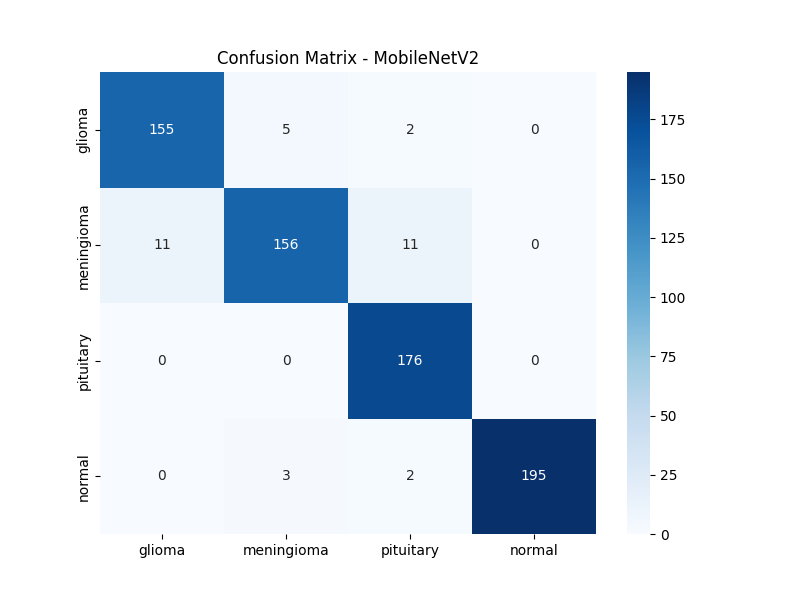 Confusion Matrix - MobileNetV2
glioma
155 5 2 0
meningioma
11 156 11 0
pituitary
0 0 176 0
normal
0 3 2 195
glioma meningioma pituitary normal
175
150
125
100
75
50
25
0